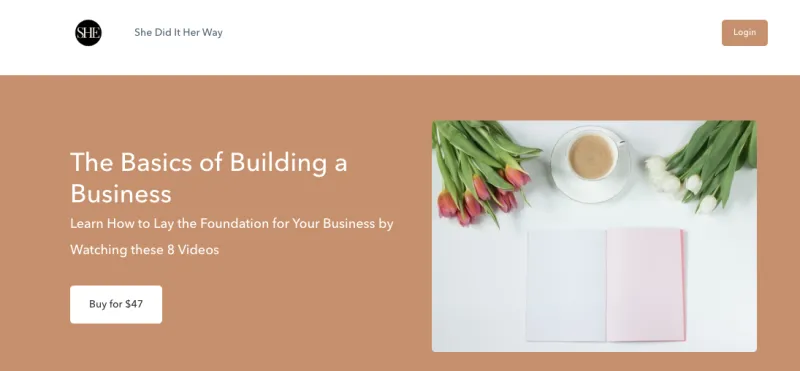 SHE
She Did It Her Way
Login
The Basics of Building a
Business
Learn How to Lay the Foundation for Your Business by
Watching these 8 Videos
Buy for $47